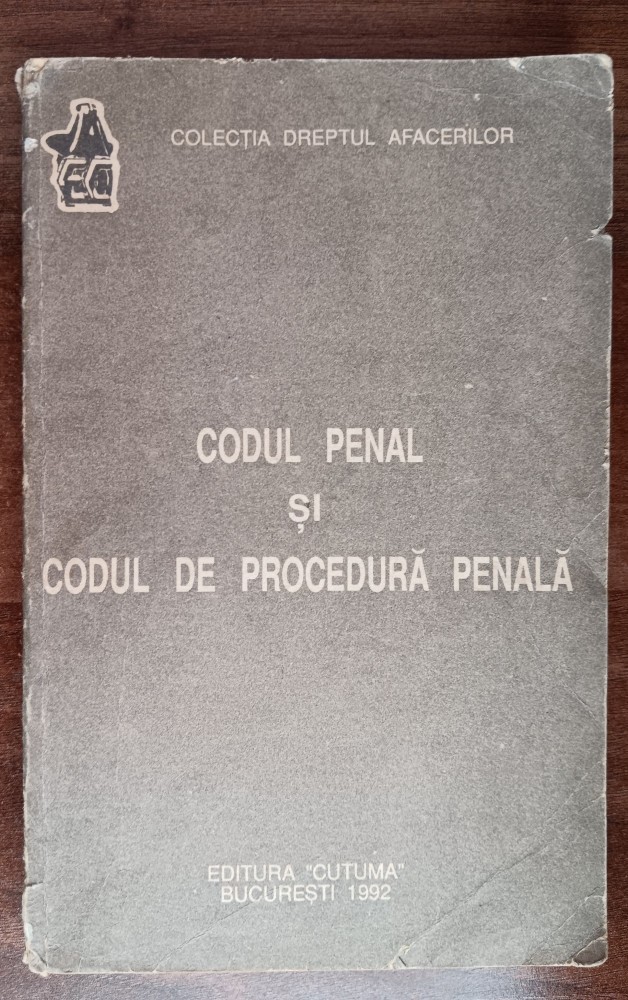 COLECȚIA DREPTUL AFACERILOR
CODUL PENAL
ȘI
CODUL DE PROCEDURĂ PENALĂ
EDITURA "CUTUMA"
BUCUREȘTI 1992